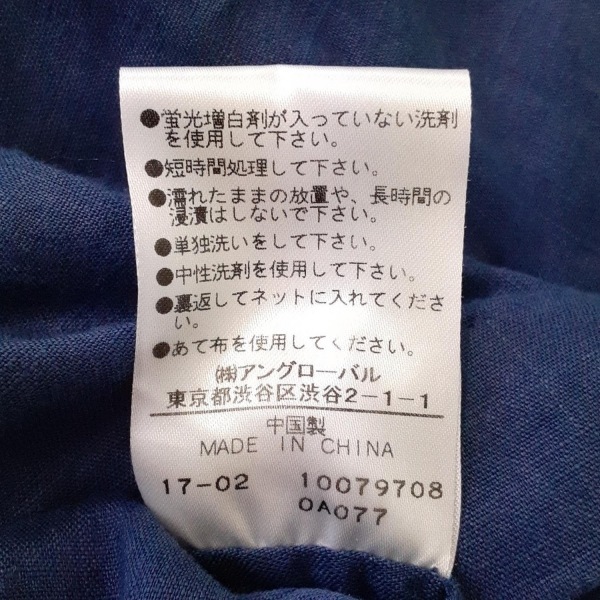 ●蛍光増白剤が入っていない洗剤
を使用して下さい。
●短時間処理して下さい。
●濡れたままの放置や、長時間の
浸漬はしないで下さい。
●単独洗いをして下さい。
●中性洗剤を使用して下さい。
●裏返してネットに入れてくださ
い。
●あて布を使用してください。
㈱アングローバル
東京都渋谷区渋谷2-1-1
中国製
MADE IN CHINA
17-02 10079708
0A077